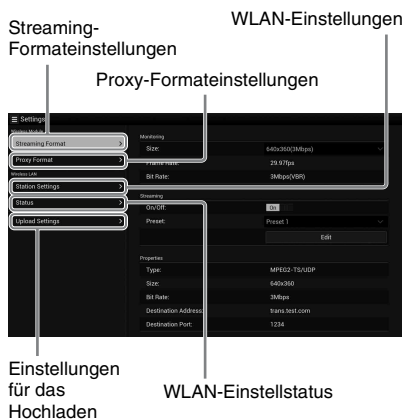 Streaming-
Formateinstellungen
WLAN-Einstellungen
Proxy-Formateinstellungen
Settings
Wireless Module
Streaming Format
Proxy Format
Wireless LAN
Station Settings
Status
Upload Settings
Monitoring
Size: 640x360(3Mbps)
Frame Rate: 29.97fps
Bit Rate: 3Mbps(VBR)
Streaming
On/Off: On
Preset: Preset 1
Edit
Properties
Type: MPEG2-TS/UDP
Size: 640x360
Bit Rate: 3Mbps
Destination Address: trans.test.com
Destination Port: 1234
Einstellungen
für das
Hochladen
WLAN-Einstellstatus